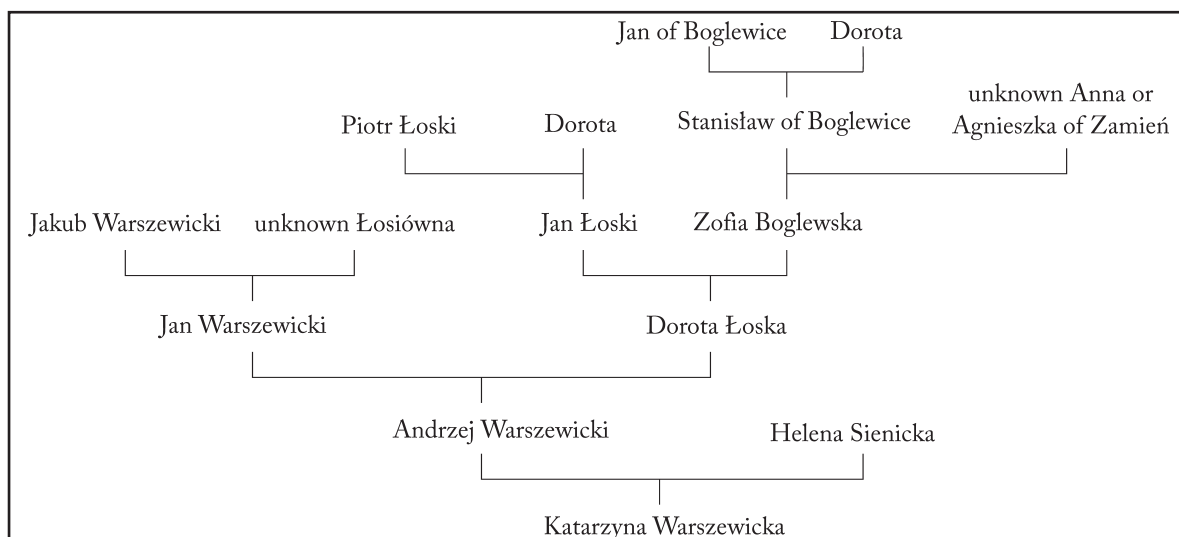 Jan of Boglewice Dorota
unknown Anna or
Agnieszka of Zamień
Piotr Łoski Dorota Stanisław of Boglewice
Jakub Warszewicki unknown Łosiówna Jan Łoski Zofia Boglewska
Jan Warszewicki Dorota Łoska
Andrzej Warszewicki Helena Sienicka
Katarzyna Warszewicka